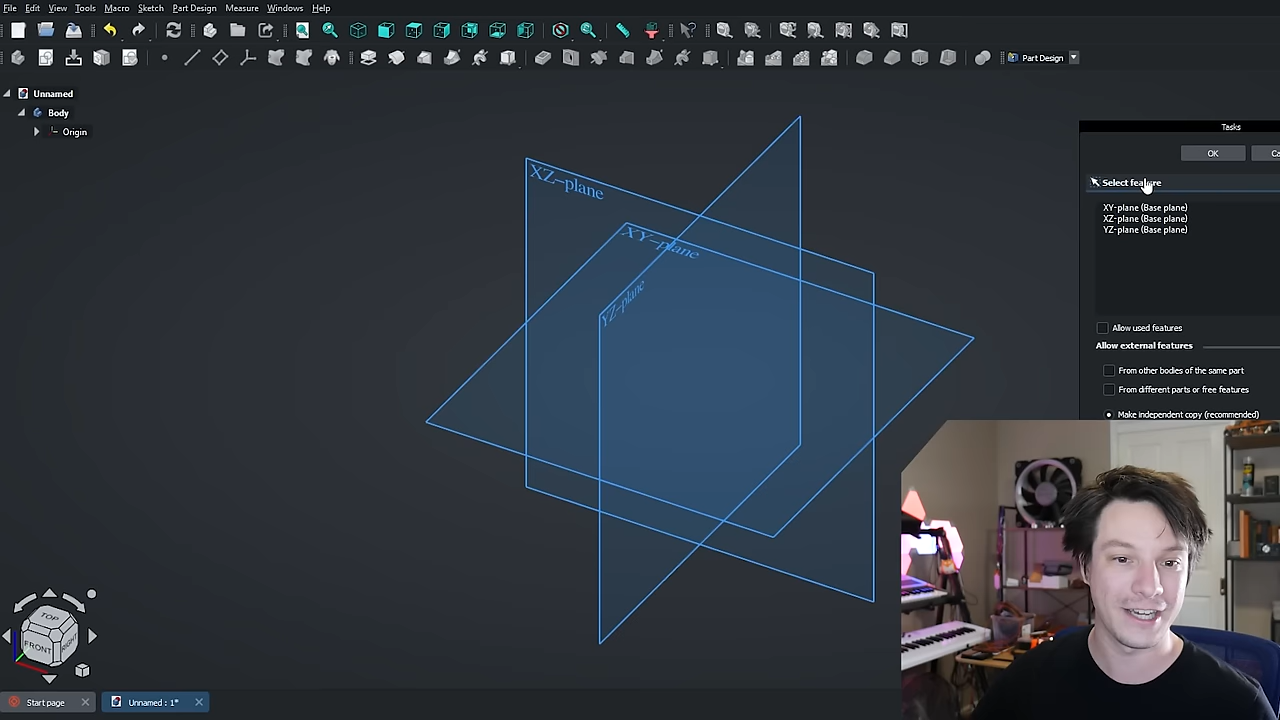 File Edit View Tools Macro Sketch Part Design Measure Windows Help
Part Design
Unnamed
Body
Origin
XZ-plane
XY-plane
YZ-plane
Tasks
OK
Ca
Select feature
XY-plane (Base plane)
XZ-plane (Base plane)
YZ-plane (Base plane)
Allow used features
Allow external features
From other bodies of the same part
From different parts or free features
Make independent copy (recommended)
TOP
FRONT
RIGHT
Start page
Unnamed : 1*